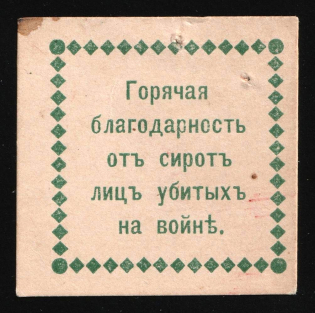 Горячая
благодарность
отъ сиротъ
лицъ убитыхъ
на войнѣ.